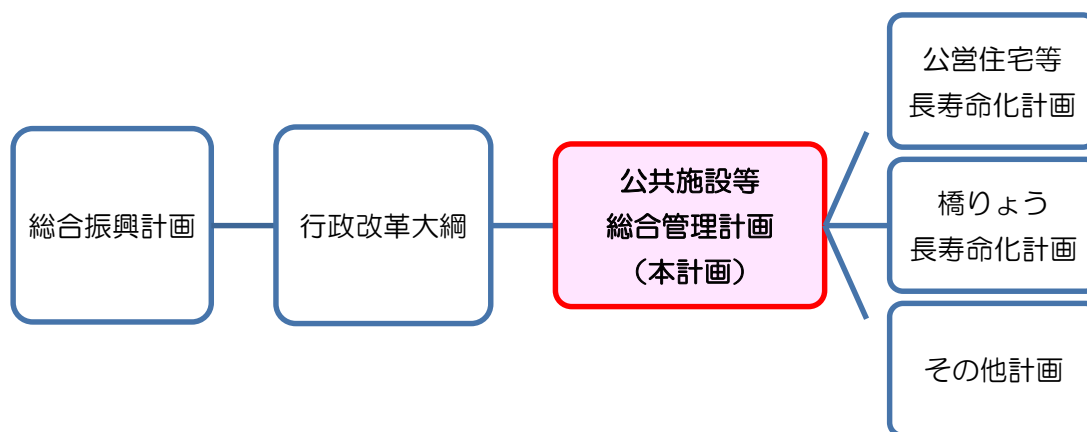 総合振興計画
行政改革大綱
公共施設等
総合管理計画
（本計画）
公営住宅等
長寿命化計画
橋りょう
長寿命化計画
その他計画